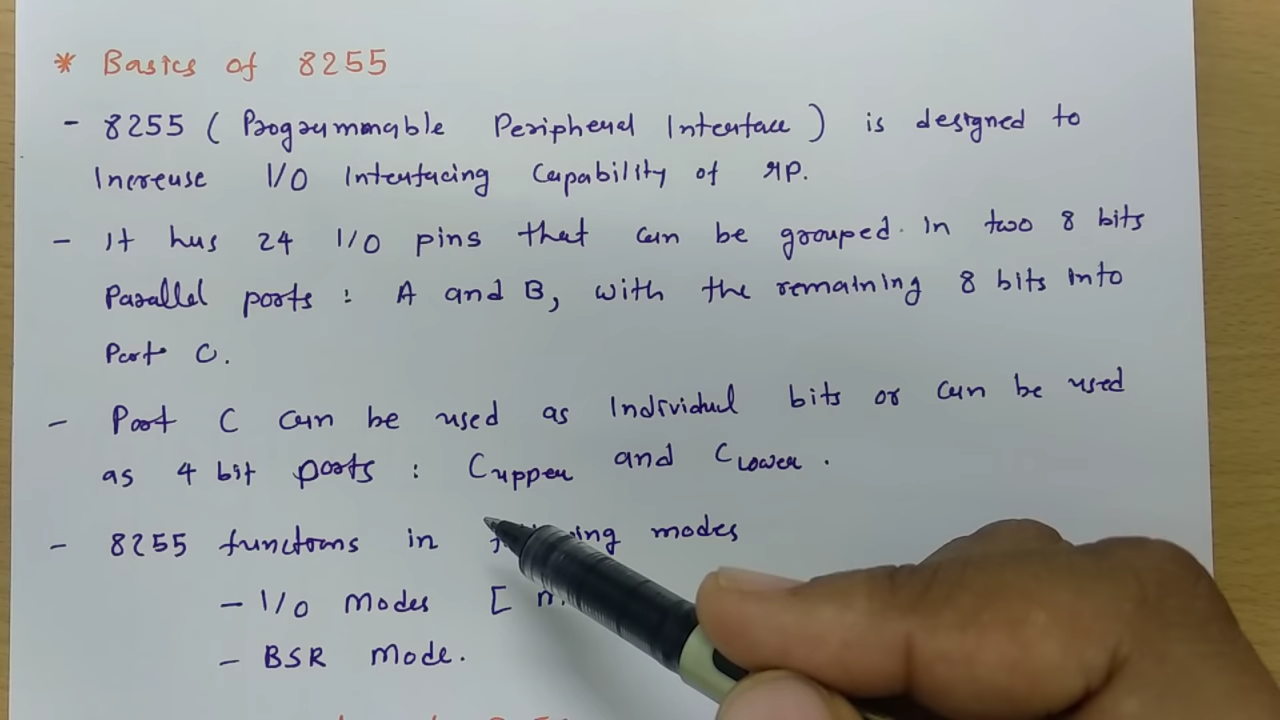 * Basics of 8255
- 8255 ( Programmable Peripheral Interface ) is designed to
Increase I/O Interfacing Capability of μP.
- It has 24 I/O pins that can be grouped in two 8 bits
Parallel ports : A and B, with the remaining 8 bits into
Port C.
- Port C can be used as Individual bits or can be used
as 4 bit ports : Cupper and CLower.
- 8255 functions in modes
- I/O Modes [
- BSR Mode.